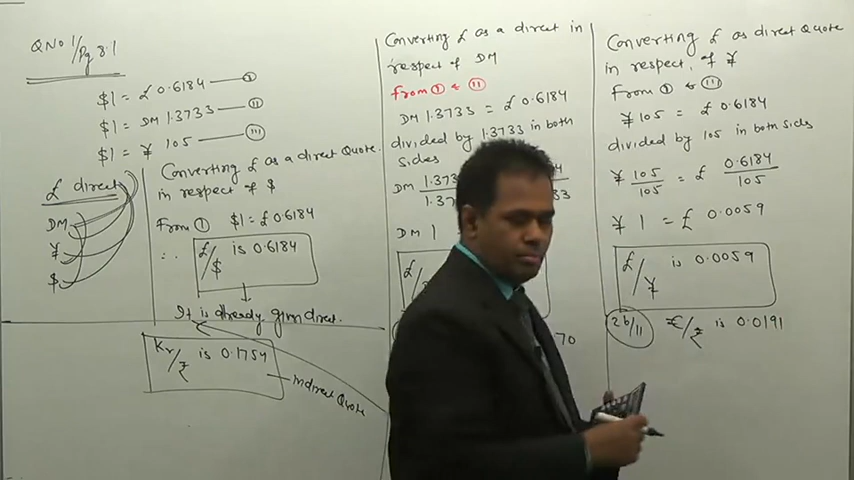 QNO 1/Pg 8.1
$1 = £ 0.6184 — I
$1 = DM 1.3733 — II
$1 = ¥ 105 — III
£ direct
DM
¥
$
Converting £ as a direct Quote.
in respect of $
From I $1 = £ 0.6184
∴ £/$ is 0.6184
It is already given direct.
Kr/₹ is 0.1754
indirect Quote
Converting £ as a direct in
respect of DM
from I & II
DM 1.3733 = £ 0.6184
divided by 1.3733 in both
sides
DM 1.3
DM 1
£/
70
Converting £ as direct Quote
in respect of ¥
From I & III
¥ 105 = £ 0.6184
divided by 105 in both sids
¥ 105/105 = £ 0.6184/105
¥ 1 = £ 0.0059
£/¥ is 0.0059
26/11 €/₹ is 0.0191